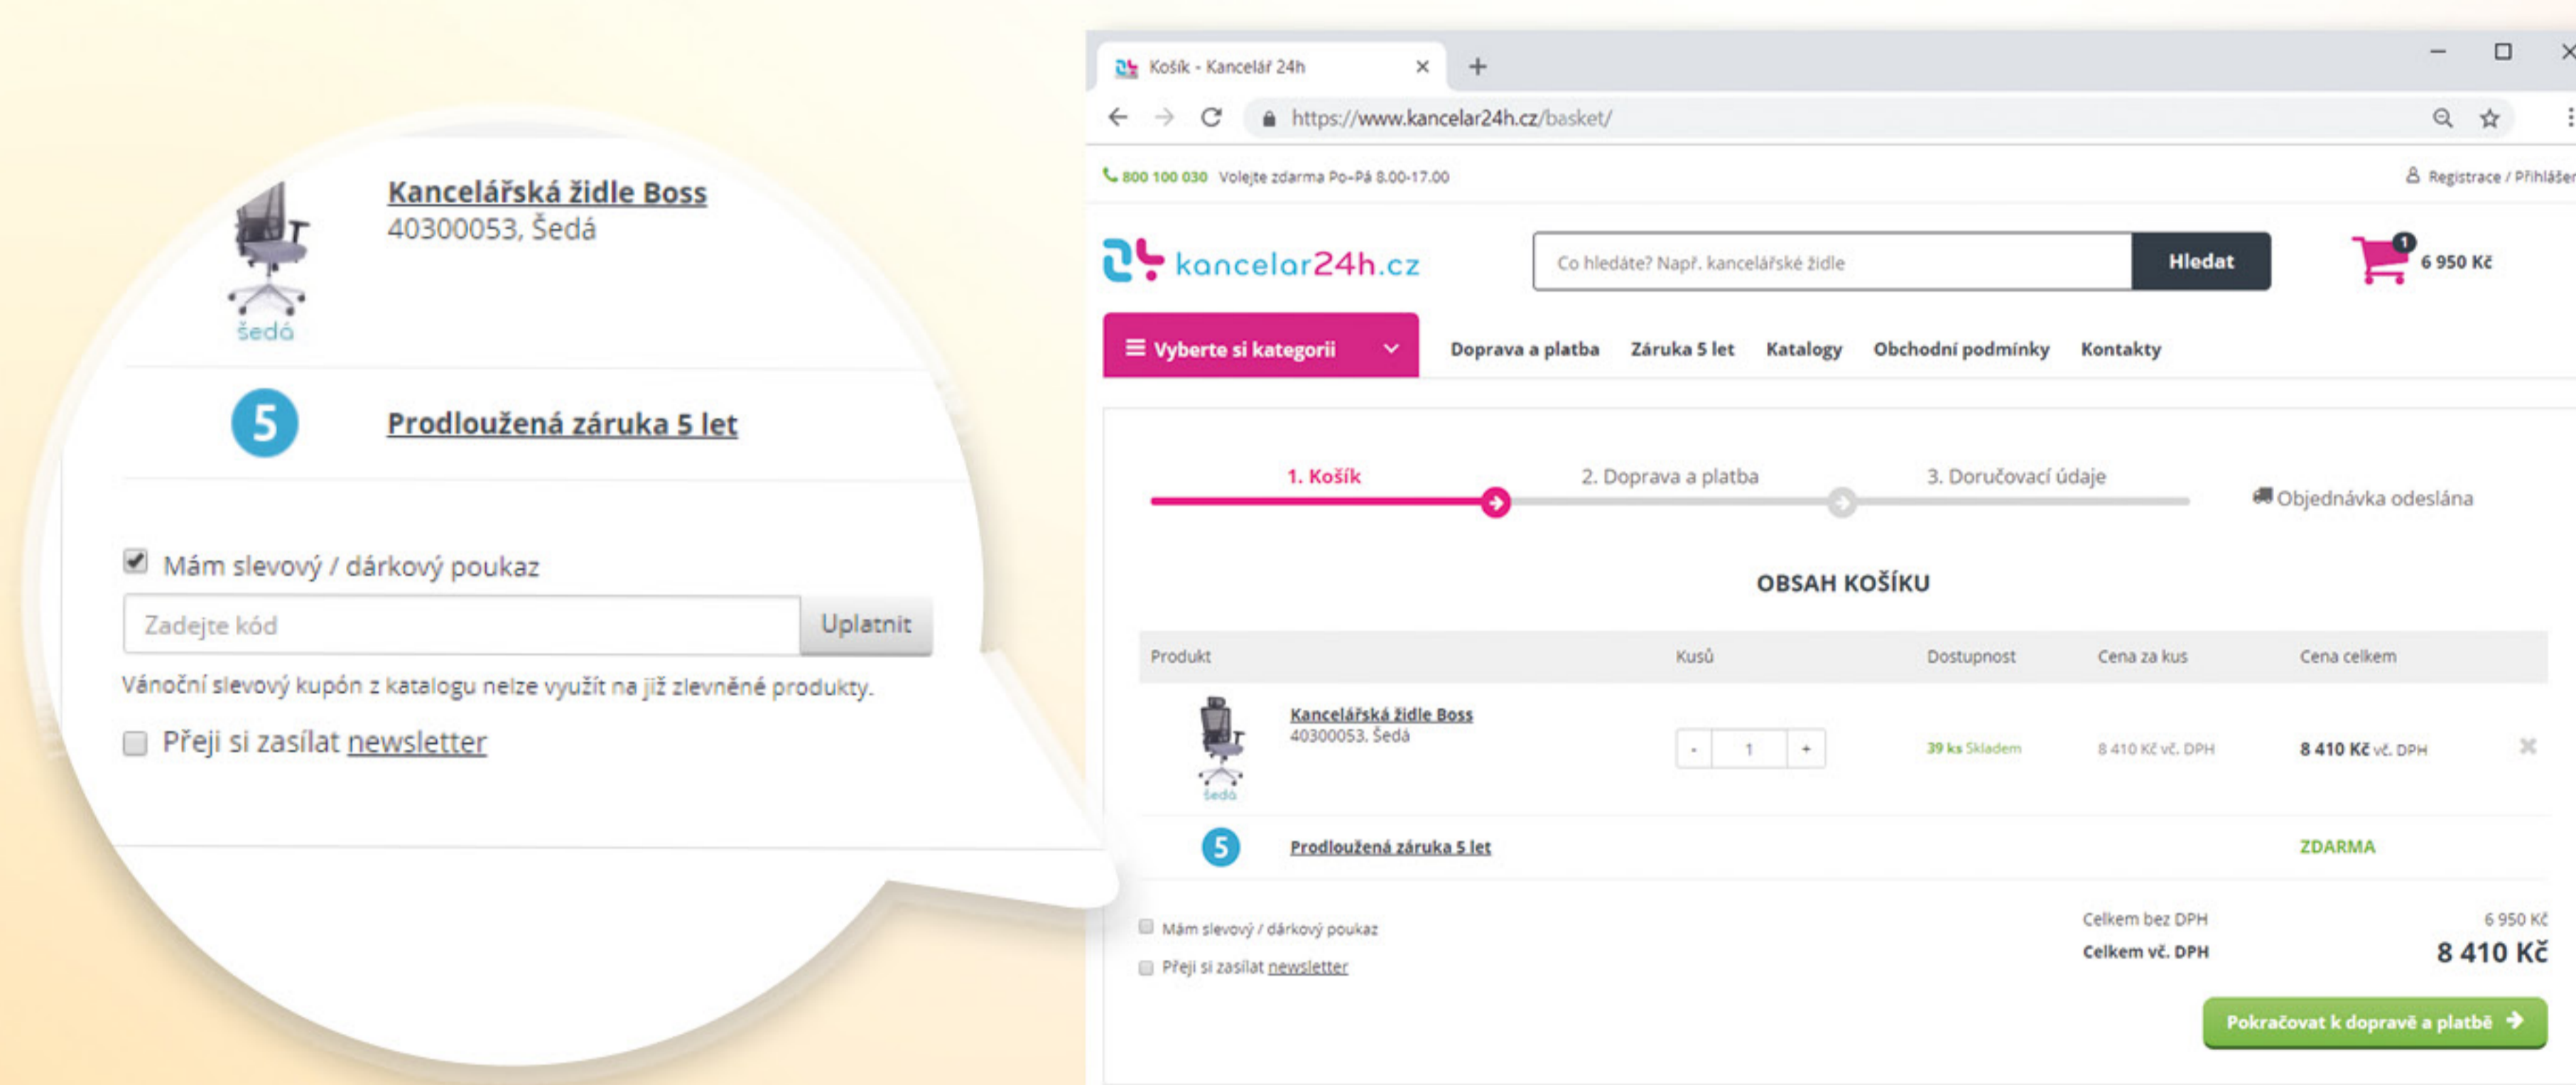 Kancelářská židle Boss
40300053, Šedá
šedá
5
Prodloužená záruka 5 let
Mám slevový / dárkový poukaz
Zadejte kód
Uplatnit
Vánoční slevový kupón z katalogu nelze využít na již zlevněné produkty.
Přeji si zasílat newsletter
Košík - Kancelář 24h
https://www.kancelar24h.cz/basket/
800 100 030 Volejte zdarma Po-Pá 8.00-17.00
Registrace / Přihlášen
kancelar24h.cz
Co hledáte? Např. kancelářské židle
Hledat
1
6 950 Kč
Vyberte si kategorii
Doprava a platba
Záruka 5 let
Katalogy
Obchodní podmínky
Kontakty
1. Košík
2. Doprava a platba
3. Doručovací údaje
Objednávka odeslána
OBSAH KOŠÍKU
Produkt
Kusů
Dostupnost
Cena za kus
Cena celkem
Kancelářská židle Boss
40300053, Šedá
šedá
- 1 +
39 ks Skladem
8 410 Kč vč. DPH
8 410 Kč vč. DPH
5
Prodloužená záruka 5 let
ZDARMA
Mám slevový / dárkový poukaz
Přeji si zasílat newsletter
Celkem bez DPH
6 950 Kč
Celkem vč. DPH
8 410 Kč
Pokračovat k dopravě a platbě